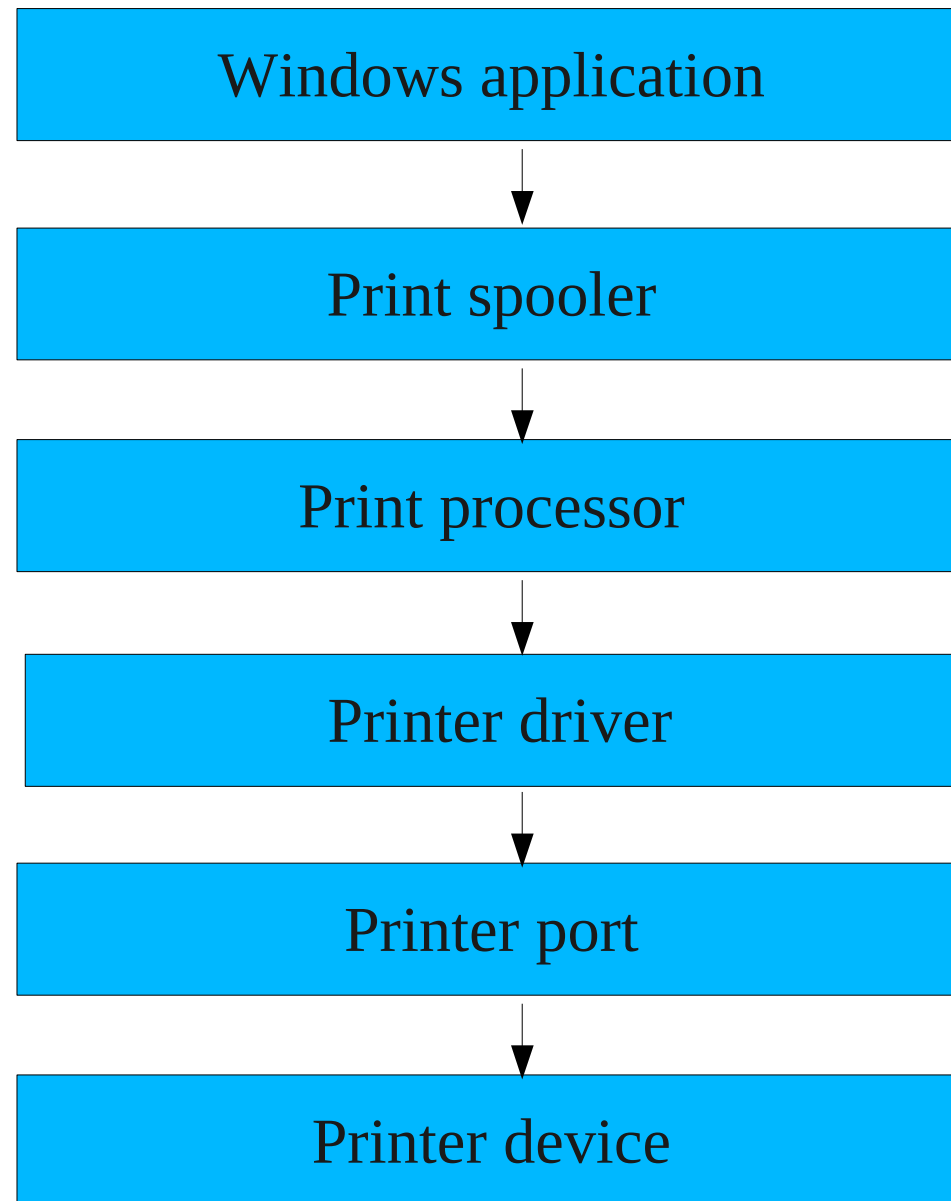 Windows application
Print spooler
Print processor
Printer driver
Printer port
Printer device